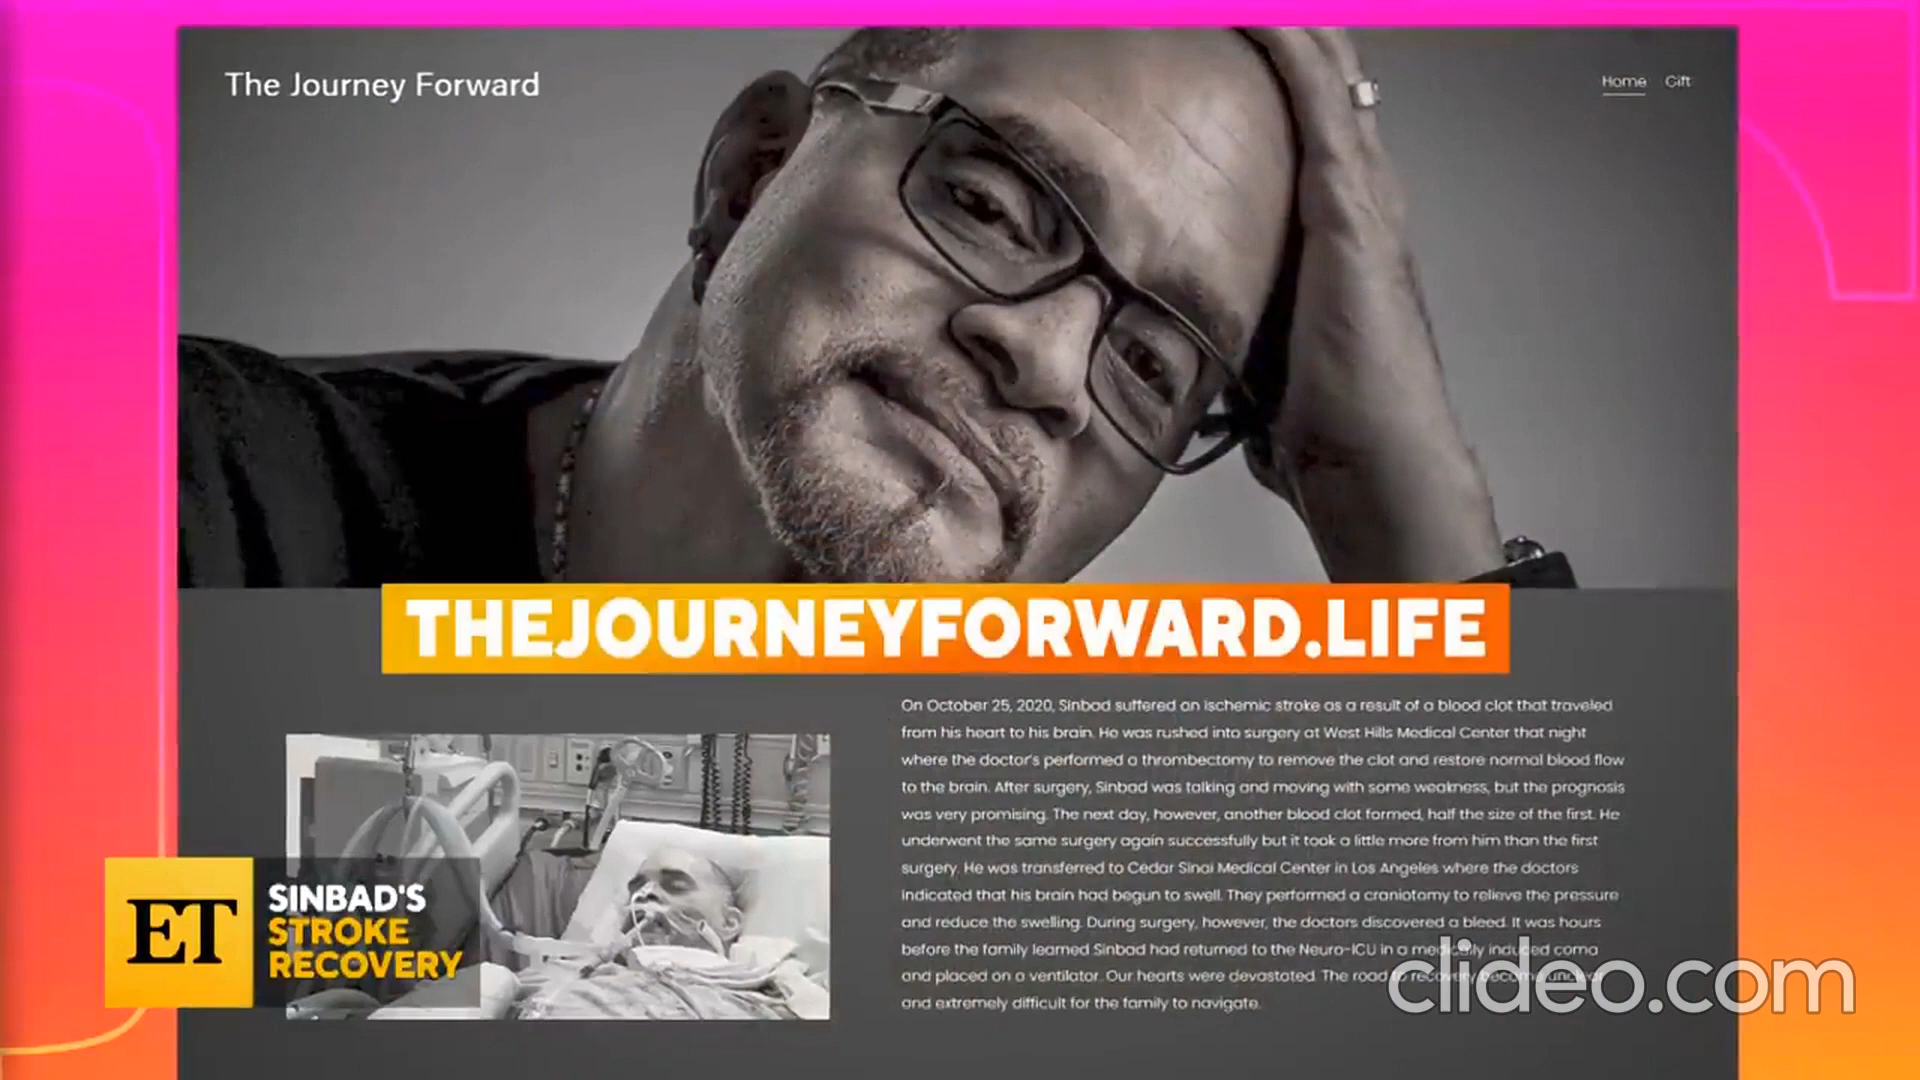 The Journey Forward
Home Gift
THEJOURNEYFORWARD.LIFE
On October 25, 2020, Sinbad suffered an ischemic stroke as a result of a blood clot that traveled
from his heart to his brain. He was rushed into surgery at West Hills Medical Center that night
where the doctor's performed a thrombectomy to remove the clot and restore normal blood flow
to the brain. After surgery, Sinbad was talking and moving with some weakness, but the prognosis
was very promising. The next day, however, another blood clot formed, half the size of the first. He
underwent the same surgery again successfully but it took a little more from him than the first
surgery. He was transferred to Cedar Sinai Medical Center in Los Angeles where the doctors
indicated that his brain had begun to swell. They performed a craniotomy to relieve the pressure
and reduce the swelling. During surgery, however, the doctors discovered a bleed. It was hours
before the family learned Sinbad had returned to the Neuro-ICU in a medically induced coma
and placed on a ventilator. Our hearts were devastated. The road to recovery became unclear
and extremely difficult for the family to navigate.
ET
SINBAD'S
STROKE
RECOVERY
clideo.com